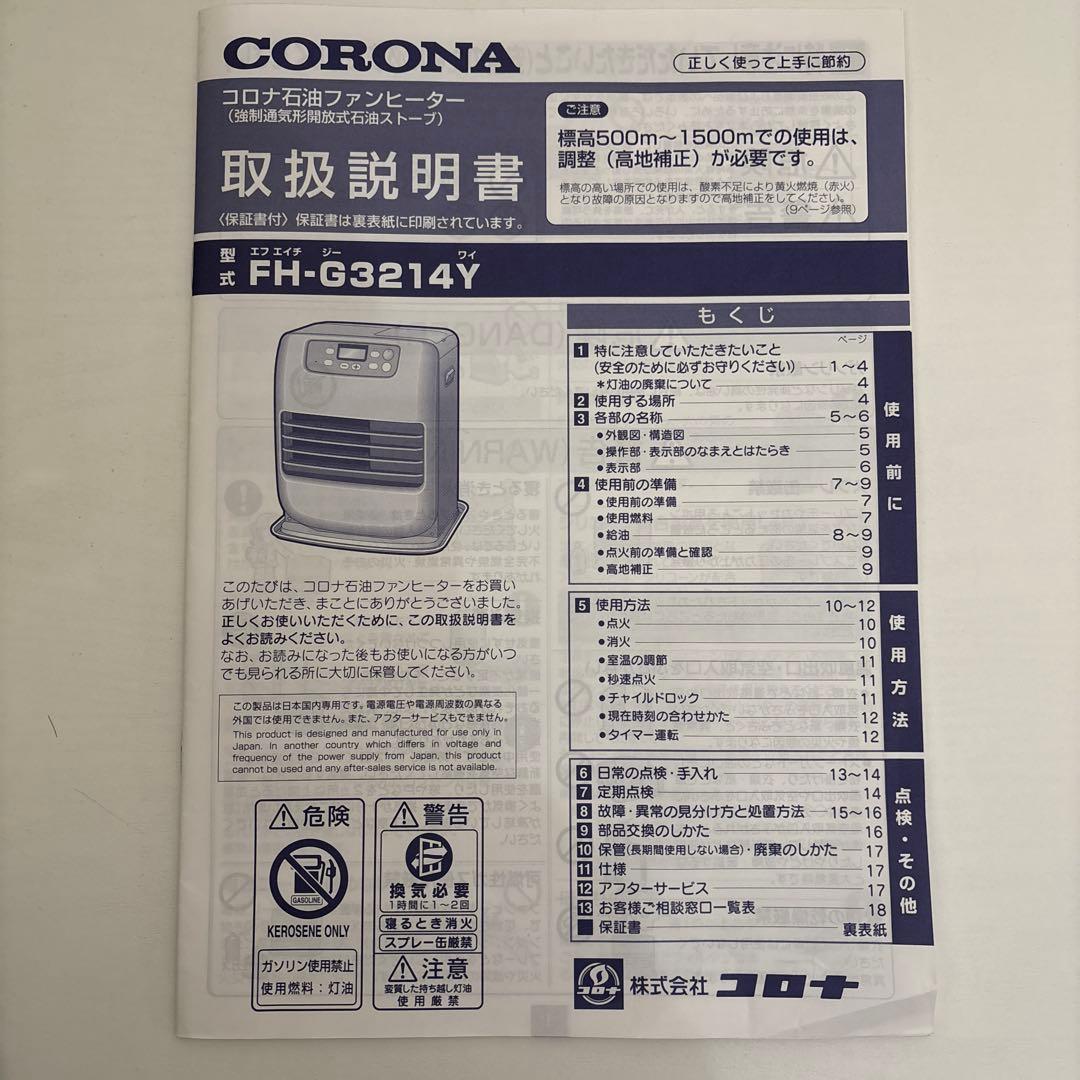 CORONA
正しく使って上手に節約
コロナ石油ファンヒーター
（強制通気形開放式石油ストーブ）
取扱説明書
〈保証書付〉保証書は裏表紙に印刷されています。
ご注意
標高500m～1500mでの使用は、
調整（高地補正）が必要です。
標高の高い場所での使用は、酸素不足により黄火燃焼（赤火）
となり故障の原因となりますので高地補正をしてください。
（9ページ参照）
型式
エフ エイチ ジー ワイ
FH-G3214Y
もくじ
ページ
1 特に注意していただきたいこと
（安全のために必ずお守りください） 1～4
＊灯油の廃棄について 4
2 使用する場所 4
3 各部の名称 5～6
●外観図・構造図 5
●操作部・表示部のなまえとはたらき 5
●表示部 6
4 使用前の準備 7～9
●使用前の準備 7
●使用燃料 7
●給油 8～9
●点火前の準備と確認 9
●高地補正 9
使用前に
5 使用方法 10～12
●点火 10
●消火 10
●室温の調節 11
●秒速点火 11
●チャイルドロック 11
●現在時刻の合わせかた 12
●タイマー運転 12
使用方法
6 日常の点検・手入れ 13～14
7 定期点検 14
8 故障・異常の見分け方と処置方法 15～16
9 部品交換のしかた 16
10 保管（長期間使用しない場合）・廃棄のしかた 17
11 仕様 17
12 アフターサービス 17
13 お客様ご相談窓口一覧表 18
■ 保証書 裏表紙
点検・その他
このたびは、コロナ石油ファンヒーターをお買い
あげいただき、まことにありがとうございました。
正しくお使いいただくために、この取扱説明書を
よくお読みください。
なお、お読みになった後もお使いになる方がいつ
でも見られる所に大切に保管してください。
この製品は日本国内専用です。電源電圧や電源周波数の異なる
外国では使用できません。また、アフターサービスもできません。
This product is designed and manufactured for use only in
Japan. In another country which differs in voltage and
frequency of the power supply from Japan, this product
cannot be used and any after-sales service is not available.
危険
GASOLINE
KEROSENE ONLY
ガソリン使用禁止
使用燃料：灯油
警告
換気必要
1時間に1～2回
寝るとき消火
スプレー缶厳禁
注意
変質した持ち越し灯油
使用厳禁
コロナ
株式会社 コロナ